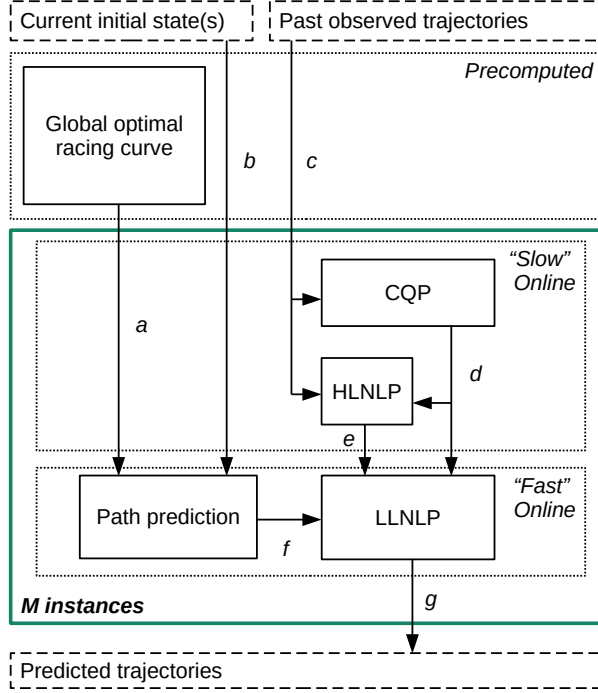 Current initial state(s)
Past observed trajectories
Precomputed
Global optimal
racing curve
b
c
“Slow”
Online
CQP
a
d
HLNLP
e
“Fast”
Online
Path prediction
LLNLP
f
M instances
g
Predicted trajectories